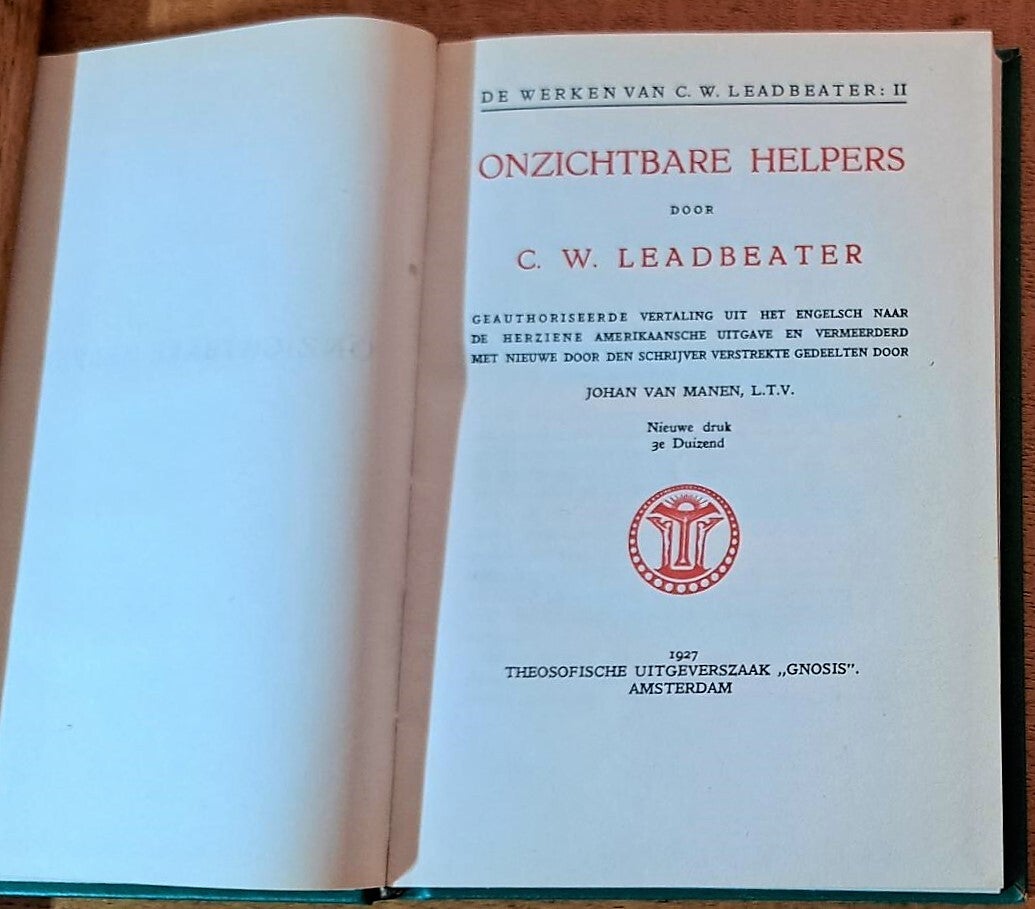 DE WERKEN VAN C. W. LEADBEATER: II
ONZICHTBARE HELPERS
DOOR
C. W. LEADBEATER
GEAUTHORISEERDE VERTALING UIT HET ENGELSCH NAAR
DE HERZIENE AMERIKAANSCHE UITGAVE EN VERMEERDERD
MET NIEUWE DOOR DEN SCHRIJVER VERSTREKTE GEDEELTEN DOOR
JOHAN VAN MANEN, L.T.V.
Nieuwe druk
3e Duizend
1927
THEOSOFISCHE UITGEVERSZAAK „GNOSIS”.
AMSTERDAM